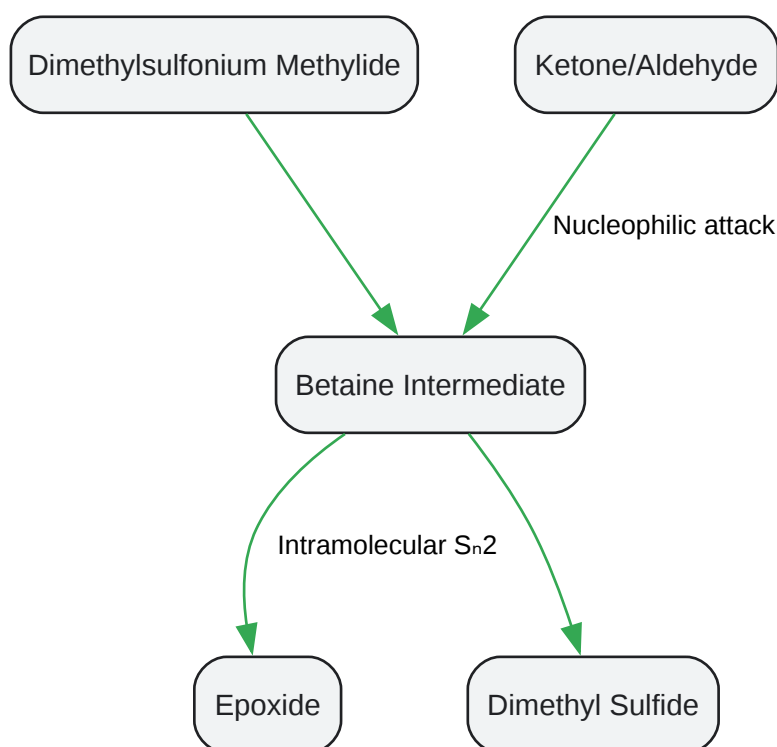 Dimethylsulfonium Methylide
Ketone/Aldehyde
Nucleophilic attack
Betaine Intermediate
Intramolecular Sₙ2
Epoxide
Dimethyl Sulfide